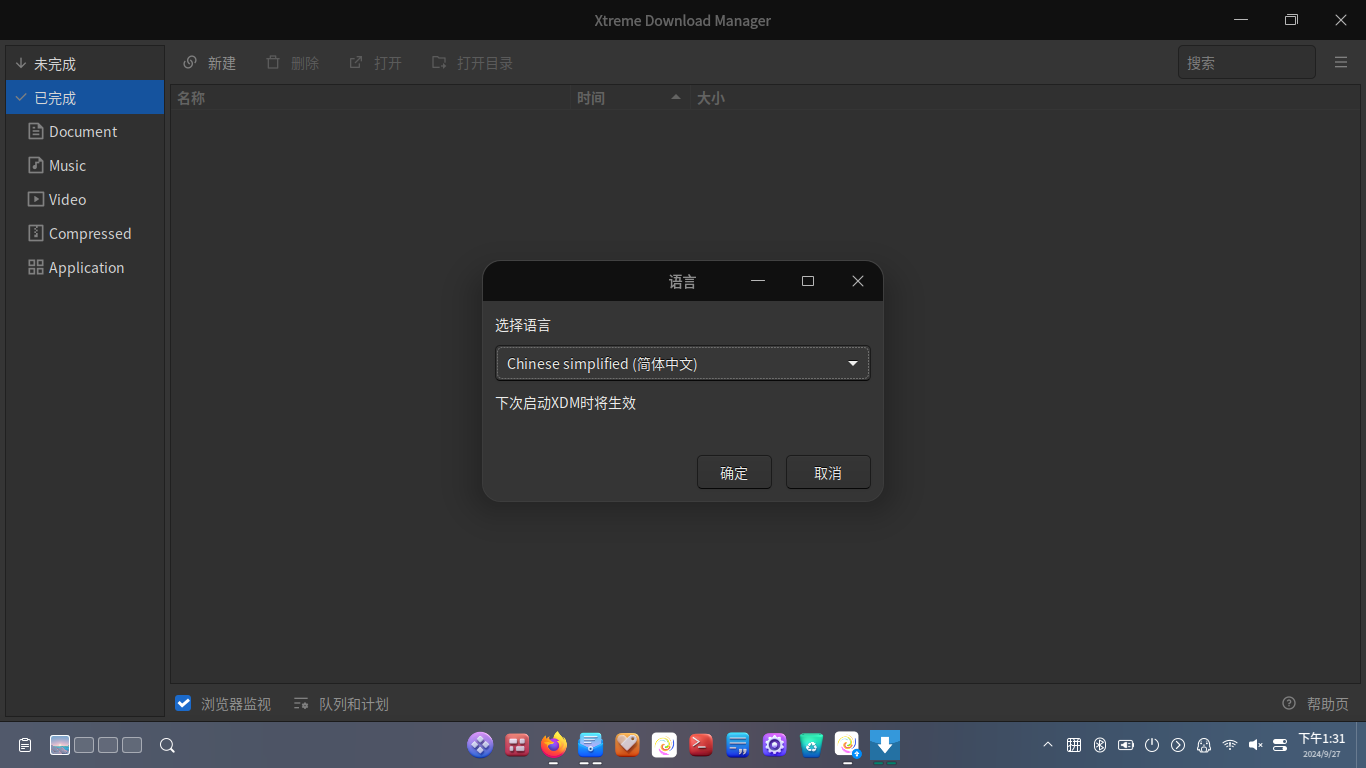 Xtreme Download Manager
未完成
已完成
Document
Music
Video
Compressed
Application
新建 删除 打开 打开目录 搜索
名称 时间 大小
语言
选择语言
Chinese simplified (简体中文)
下次启动XDM时将生效
确定 取消
浏览器监视 队列和计划 帮助页
下午1:31
2024/9/27